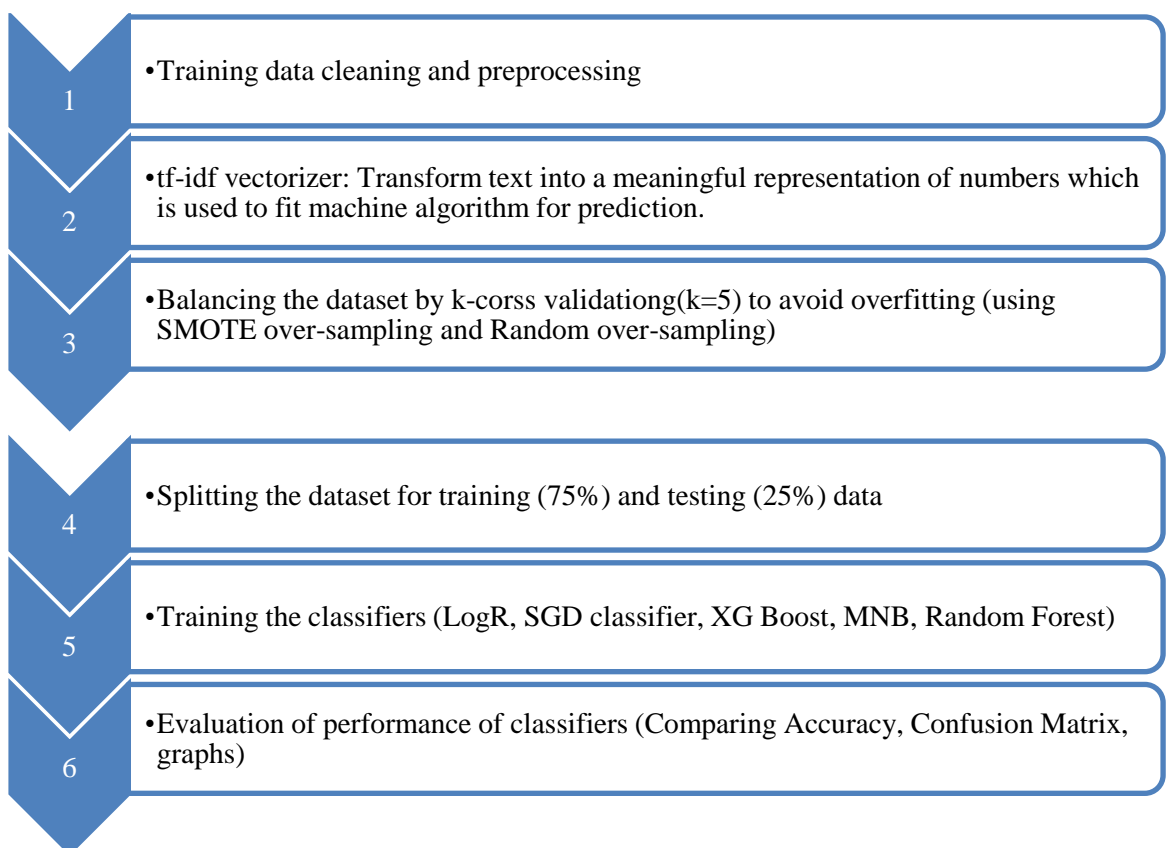 1
•Training data cleaning and preprocessing
2
•tf-idf vectorizer: Transform text into a meaningful representation of numbers which
is used to fit machine algorithm for prediction.
3
•Balancing the dataset by k-corss validationg(k=5) to avoid overfitting (using
SMOTE over-sampling and Random over-sampling)
4
•Splitting the dataset for training (75%) and testing (25%) data
5
•Training the classifiers (LogR, SGD classifier, XG Boost, MNB, Random Forest)
6
•Evaluation of performance of classifiers (Comparing Accuracy, Confusion Matrix,
graphs)